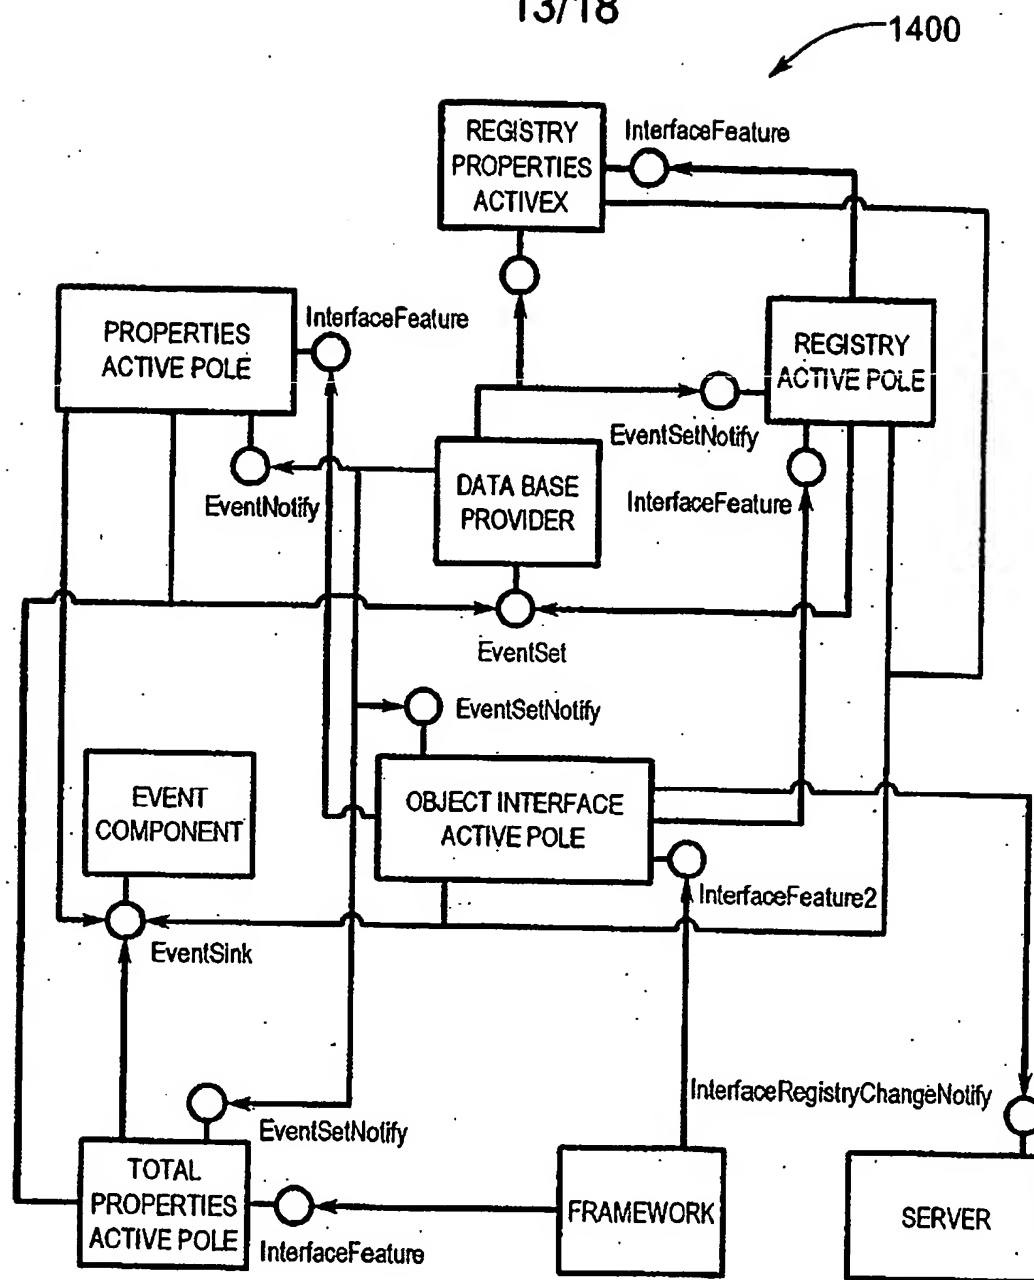 13/18
1400
REGISTRY
PROPERTIES
ACTIVEX
InterfaceFeature
PROPERTIES
ACTIVE POLE
InterfaceFeature
REGISTRY
ACTIVE POLE
EventSetNotify
InterfaceFeature
EventNotify
DATA BASE
PROVIDER
EventSet
EventSetNotify
EVENT
COMPONENT
OBJECT INTERFACE
ACTIVE POLE
InterfaceFeature2
EventSink
InterfaceRegistryChangeNotify
EventSetNotify
TOTAL
PROPERTIES
ACTIVE POLE
InterfaceFeature
FRAMEWORK
SERVER